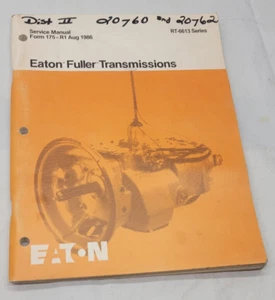 Dist II 20760 and 20762
Service Manual RT-6613 Series
Form 175 - R1 Aug 1986
Eaton® Fuller Transmissions
EATON